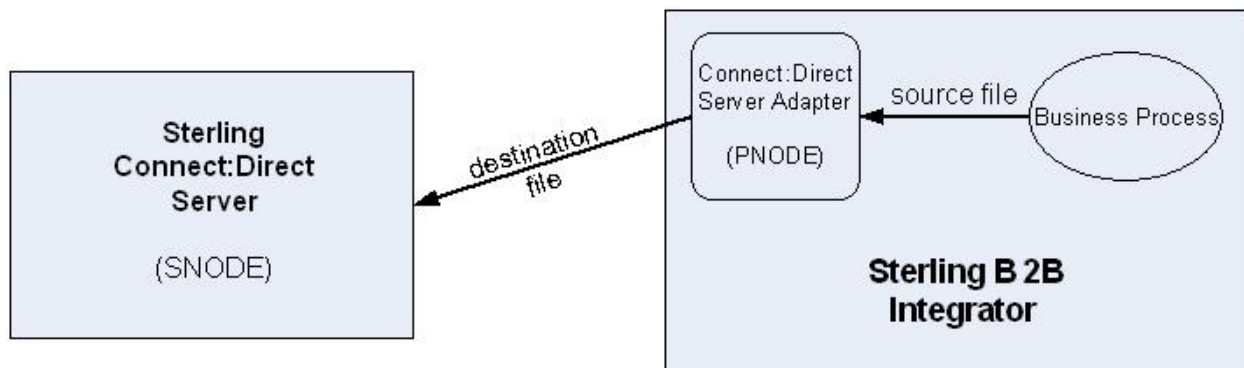 Sterling
Connect:Direct
Server
(SNODE)
destination
file
Connect:Direct
Server Adapter
(PNODE)
source file
Business Process
Sterling B 2B
Integrator